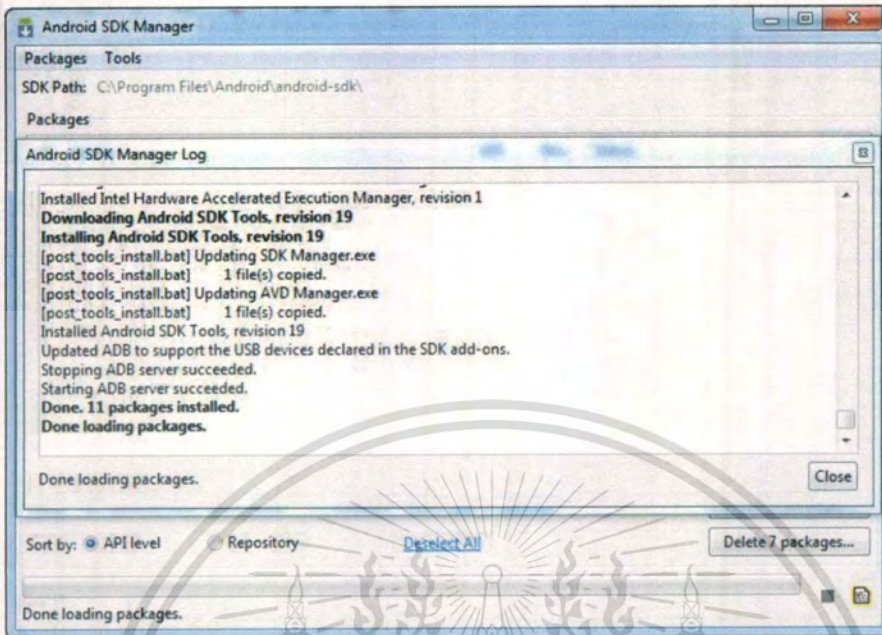 Android SDK Manager
Packages Tools
SDK Path: C:\Program Files\Android\android-sdk\
Packages
Android SDK Manager Log
Installed Intel Hardware Accelerated Execution Manager, revision 1
Downloading Android SDK Tools, revision 19
Installing Android SDK Tools, revision 19
[post_tools_install.bat] Updating SDK Manager.exe
[post_tools_install.bat] 1 file(s) copied.
[post_tools_install.bat] Updating AVD Manager.exe
[post_tools_install.bat] 1 file(s) copied.
Installed Android SDK Tools, revision 19
Updated ADB to support the USB devices declared in the SDK add-ons.
Stopping ADB server succeeded.
Starting ADB server succeeded.
Done. 11 packages installed.
Done loading packages.
Done loading packages.
Close
Sort by: API level Repository Deselect All Delete 7 packages...
Done loading packages.